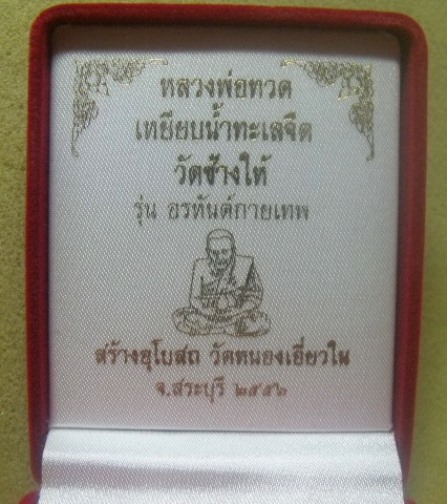 หลวงพ่อทวด
เหยียบน้ำทะเลจืด
วัดช้างให้
รุ่น อรหันต์กายเทพ
สร้างอุโบสถ วัดหนองเขี่ยวใน
จ.สระบุรี ๒๕๕๖